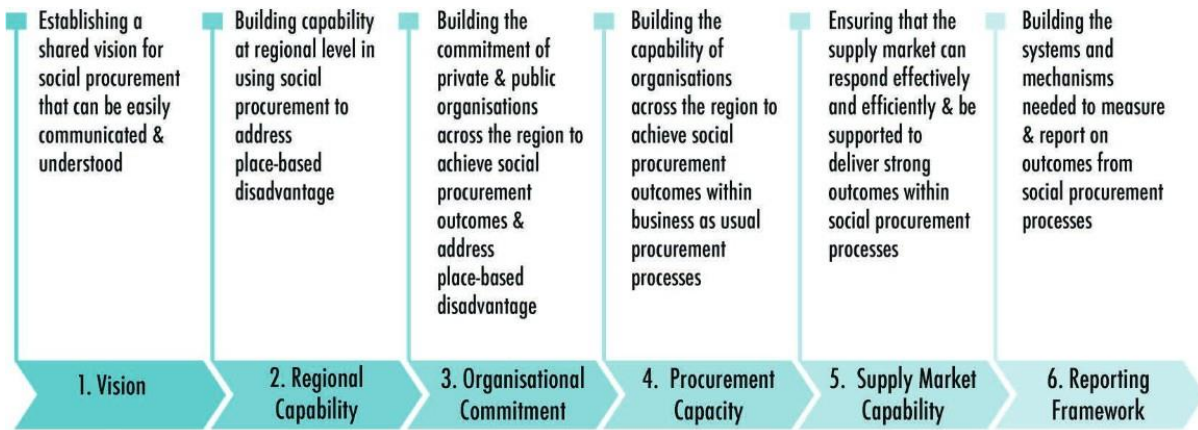 Establishing a
shared vision for
social procurement
that can be easily
communicated &
understood
Building capability
at regional level in
using social
procurement to
address
place-based
disadvantage
Building the
commitment of
private & public
organisations
across the region to
achieve social
procurement
outcomes &
address
place-based
disadvantage
Building the
capability of
organisations
across the region to
achieve social
procurement
outcomes within
business as usual
procurement
processes
Ensuring that the
supply market can
respond effectively
and efficiently & be
supported to
deliver strong
outcomes within
social procurement
processes
Building the
systems and
mechanisms
needed to measure
& report on
outcomes from
social procurement
processes
1. Vision
2. Regional
Capability
3. Organisational
Commitment
4. Procurement
Capacity
5. Supply Market
Capability
6. Reporting
Framework